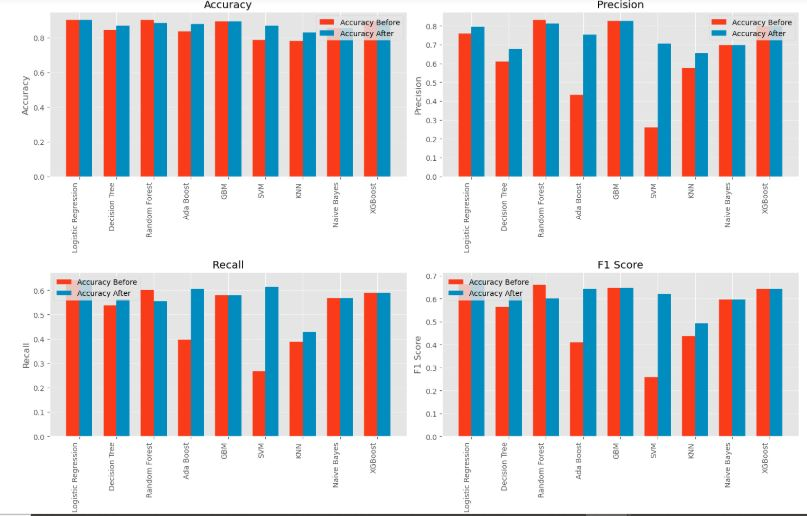 Accuracy
Accuracy
0.8
0.6
0.4
0.2
0.0
Accuracy Before
Accuracy After
Logistic Regression
Decision Tree
Random Forest
Ada Boost
GBM
SVM
KNN
Naive Bayes
XGBoost
Precision
Precision
0.8
0.7
0.6
0.5
0.4
0.3
0.2
0.1
0.0
Accuracy Before
Accuracy After
Logistic Regression
Decision Tree
Random Forest
Ada Boost
GBM
SVM
KNN
Naive Bayes
XGBoost
Recall
Recall
0.6
0.5
0.4
0.3
0.2
0.1
0.0
Accuracy Before
Accuracy After
Logistic Regression
Decision Tree
Random Forest
Ada Boost
GBM
SVM
KNN
Naive Bayes
XGBoost
F1 Score
F1 Score
0.7
0.6
0.5
0.4
0.3
0.2
0.1
0.0
Accuracy Before
Accuracy After
Logistic Regression
Decision Tree
Random Forest
Ada Boost
GBM
SVM
KNN
Naive Bayes
XGBoost